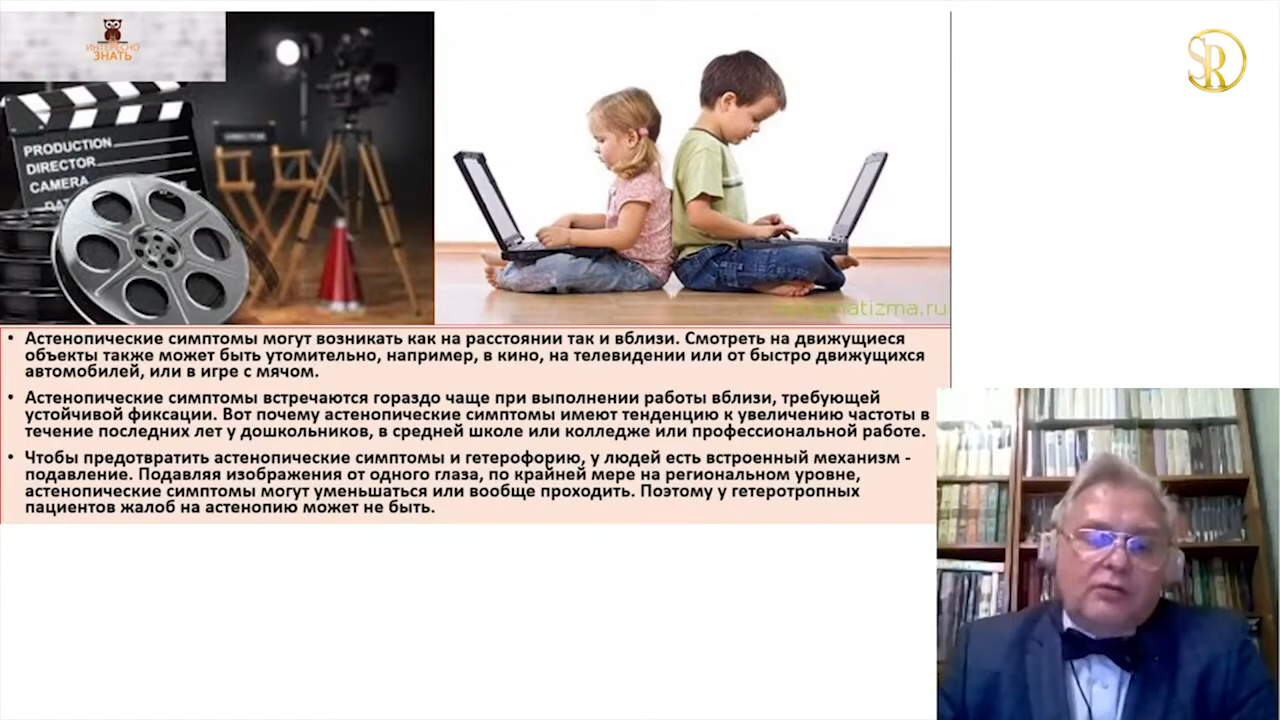 ИНТЕРЕСНО
ЗНАТЬ
SR
PRODUCTION
DIRECTOR
CAMERA
DIRECTOR
• Астенопические симптомы могут возникать как на расстоянии так и вблизи. Смотреть на движущиеся
объекты также может быть утомительно, например, в кино, на телевидении или от быстро движущихся
автомобилей, или в игре с мячом.
• Астенопические симптомы встречаются гораздо чаще при выполнении работы вблизи, требующей
устойчивой фиксации. Вот почему астенопические симптомы имеют тенденцию к увеличению частоты в
течение последних лет у дошкольников, в средней школе или колледже или профессиональной работе.
• Чтобы предотвратить астенопические симптомы и гетерофорию, у людей есть встроенный механизм -
подавление. Подавляя изображения от одного глаза, по крайней мере на региональном уровне,
астенопические симптомы могут уменьшаться или вообще проходить. Поэтому у гетеротропных
пациентов жалоб на астенопию может не быть.